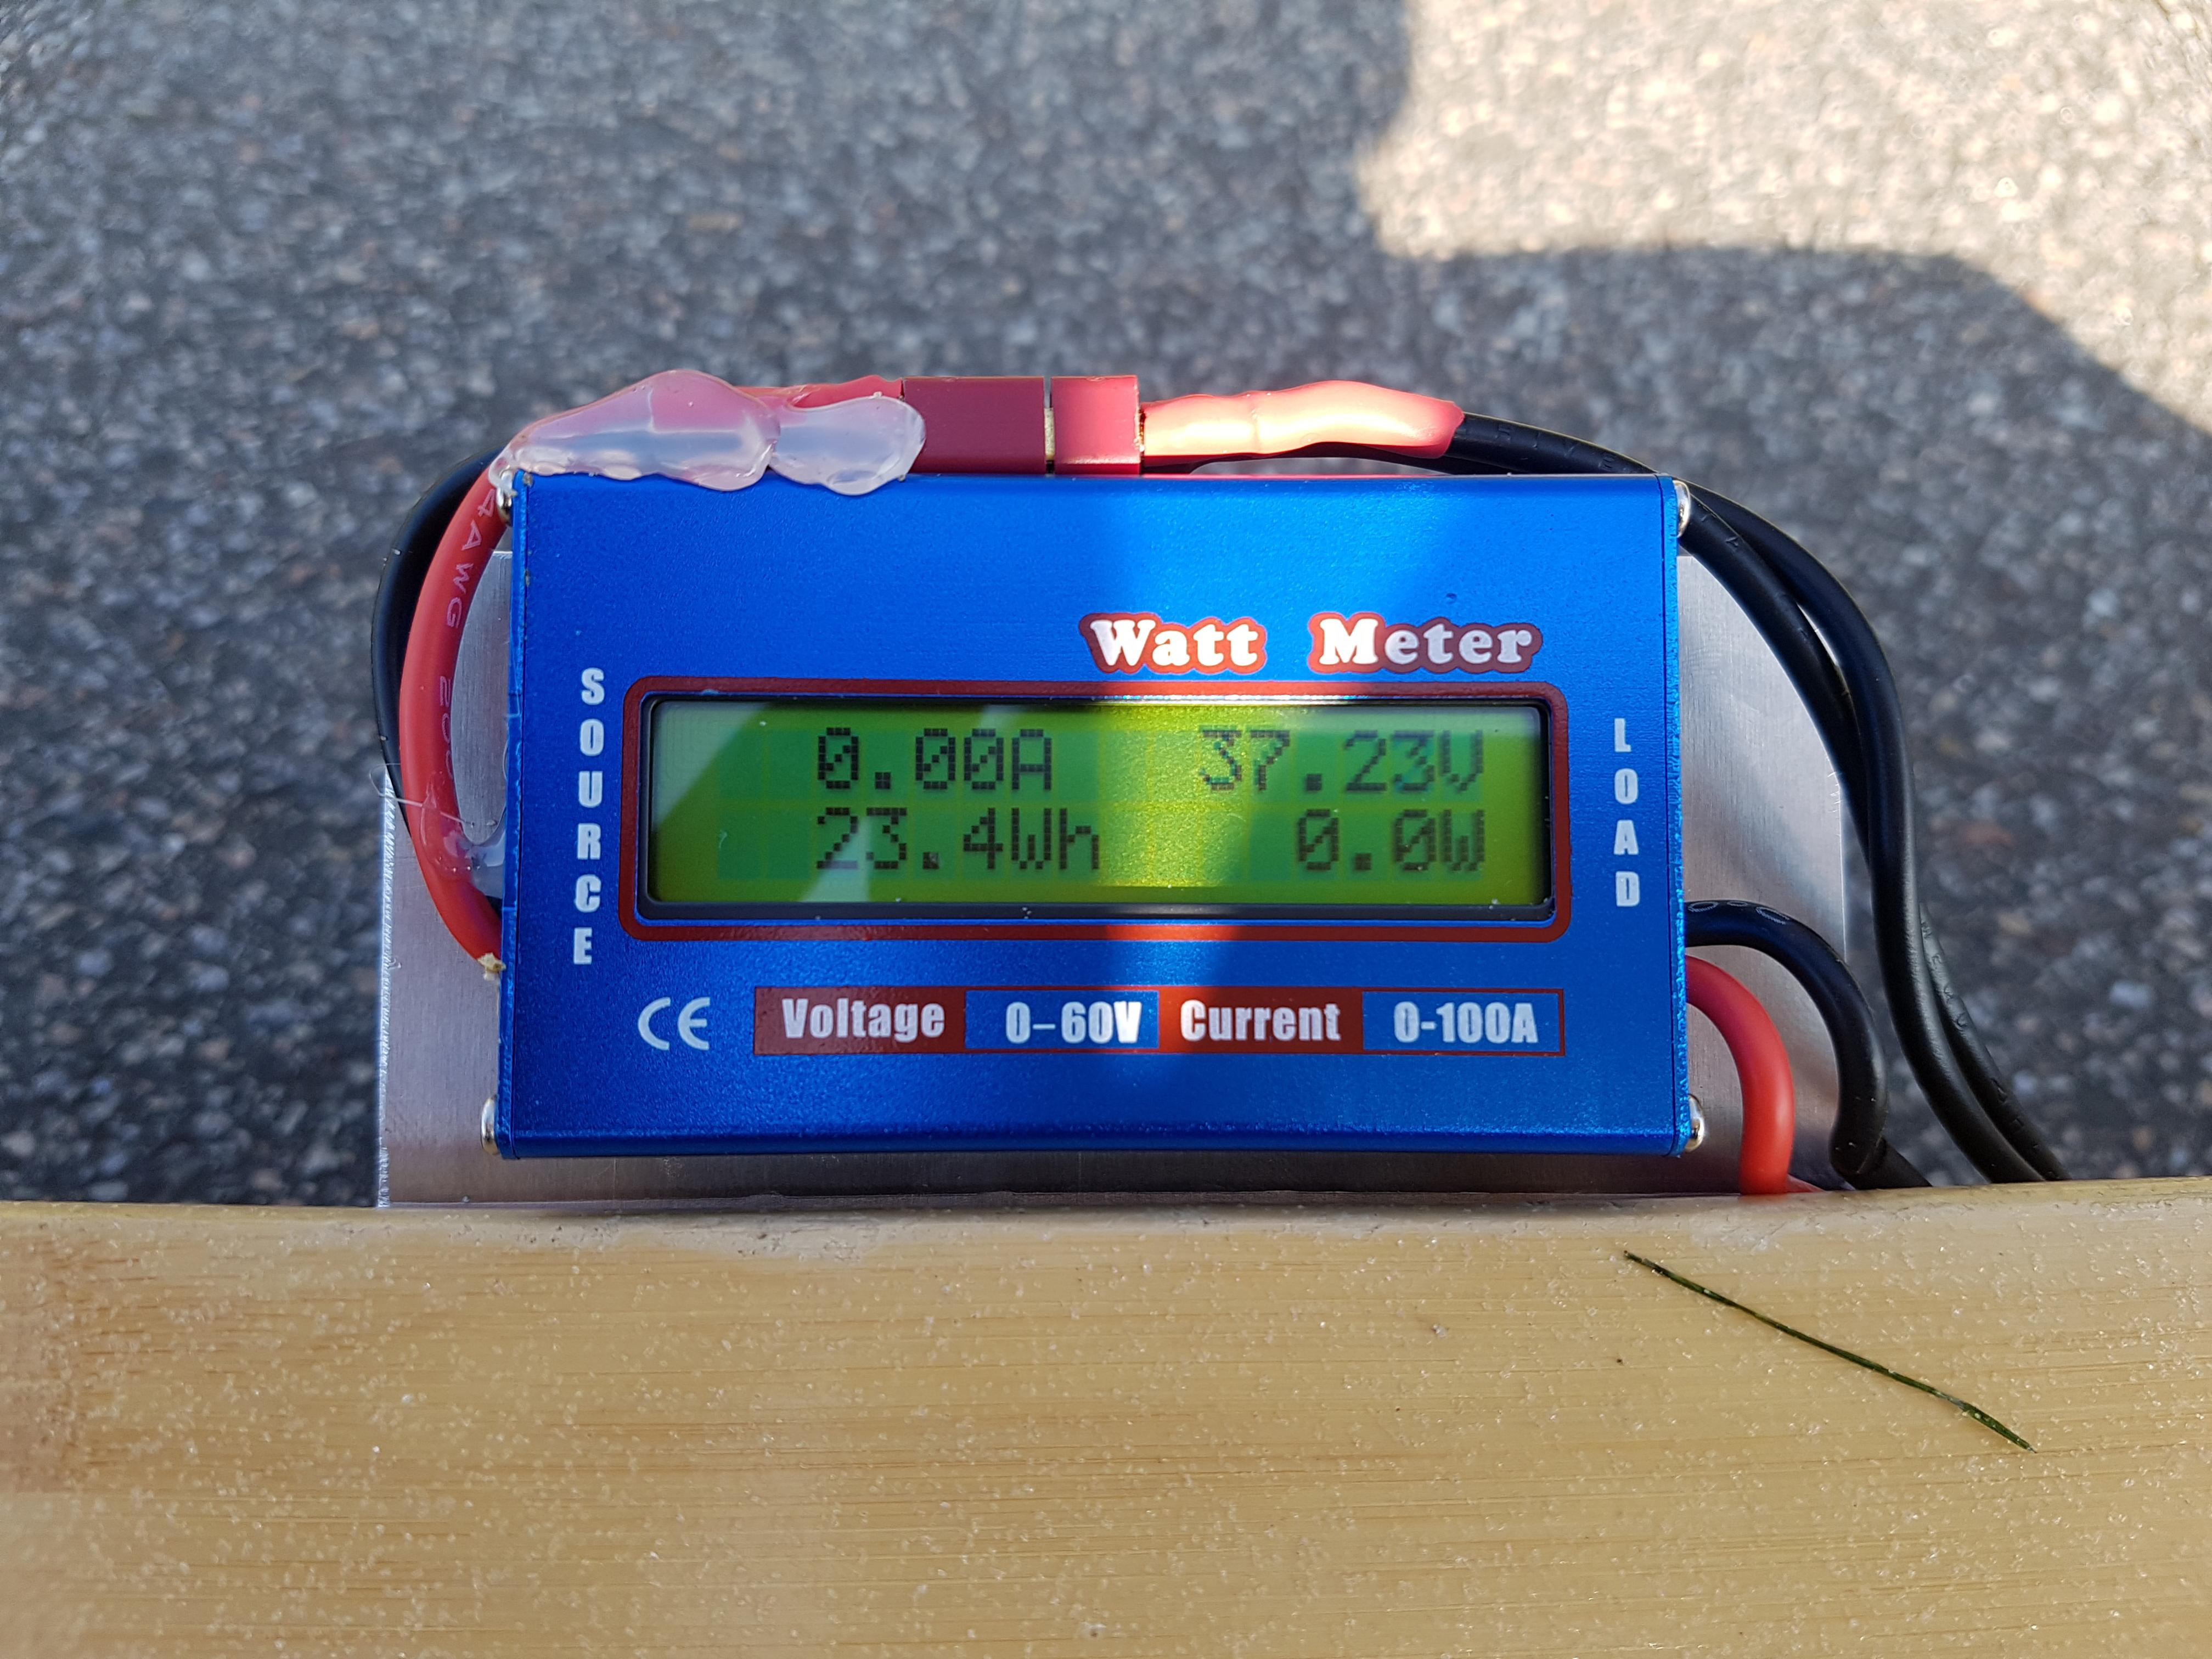 Watt Meter
SOURCE
0.00A 37.23V
23.4Wh 0.0W
LOAD
CE Voltage 0-60V Current 0-100A
4AWG